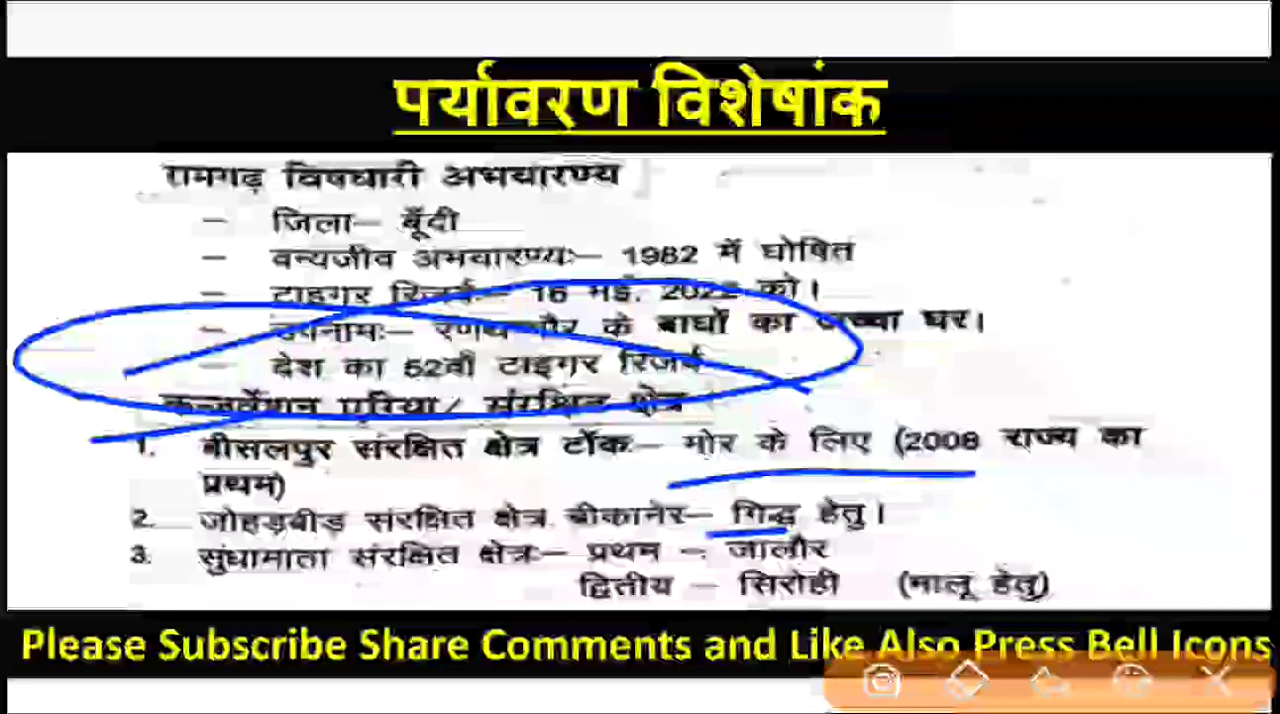 पर्यावरण विशेषांक
रामगढ़ विषधारी अभयारण्य
– जिला– बूँदी
– वन्यजीव अभयारण्यः– 1982 में घोषित
– टाइगर रिजर्वः– 16 मई, 2022 को।
– उपनामः– रणथम्भौर के बाघों का जच्चा घर।
– देश का 52वां टाइगर रिजर्व
कन्जर्वेशन एरिया/ संरक्षित क्षेत्र
1. बीसलपुर संरक्षित क्षेत्र टोंक– मोर के लिए (2008 राज्य का
प्रथम)
2. जोहड़बीड़ संरक्षित क्षेत्र बीकानेर– गिद्ध हेतु।
3. सुंधामाता संरक्षित क्षेत्र– प्रथम – जालौर
द्वितीय – सिरोही (भालू हेतु)
Please Subscribe Share Comments and Like Also Press Bell Icons